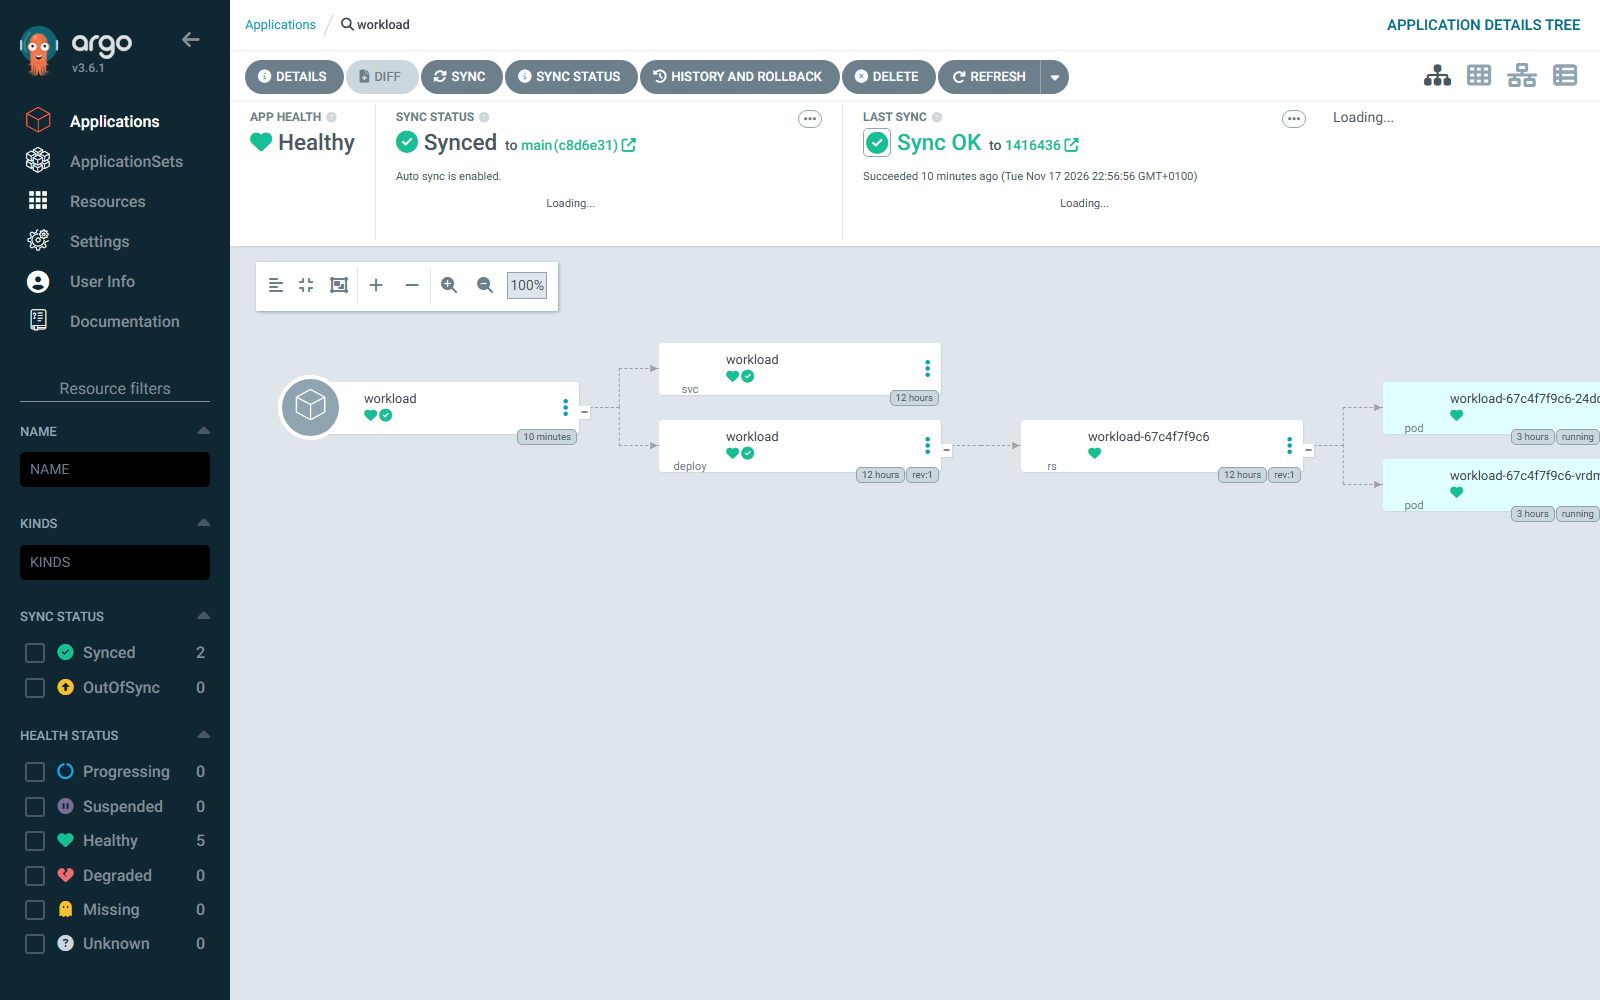 argo
v3.6.1
Applications
ApplicationSets
Resources
Settings
User Info
Documentation
Resource filters
NAME
NAME
KINDS
KINDS
SYNC STATUS
Synced 2
OutOfSync 0
HEALTH STATUS
Progressing 0
Suspended 0
Healthy 5
Degraded 0
Missing 0
Unknown 0
Applications / workload
APPLICATION DETAILS TREE
DETAILS DIFF SYNC SYNC STATUS HISTORY AND ROLLBACK DELETE REFRESH
APP HEALTH
Healthy
SYNC STATUS
Synced to main (c8d6e31)
Auto sync is enabled.
Loading...
LAST SYNC
Sync OK to 1416436
Succeeded 10 minutes ago (Tue Nov 17 2026 22:56:56 GMT+0100)
Loading...
Loading...
100%
workload
10 minutes
workload
svc
12 hours
workload
deploy
12 hours rev:1
workload-67c4f7f9c6
rs
12 hours rev:1
workload-67c4f7f9c6-24dc
pod
3 hours running
workload-67c4f7f9c6-vrdm
pod
3 hours running